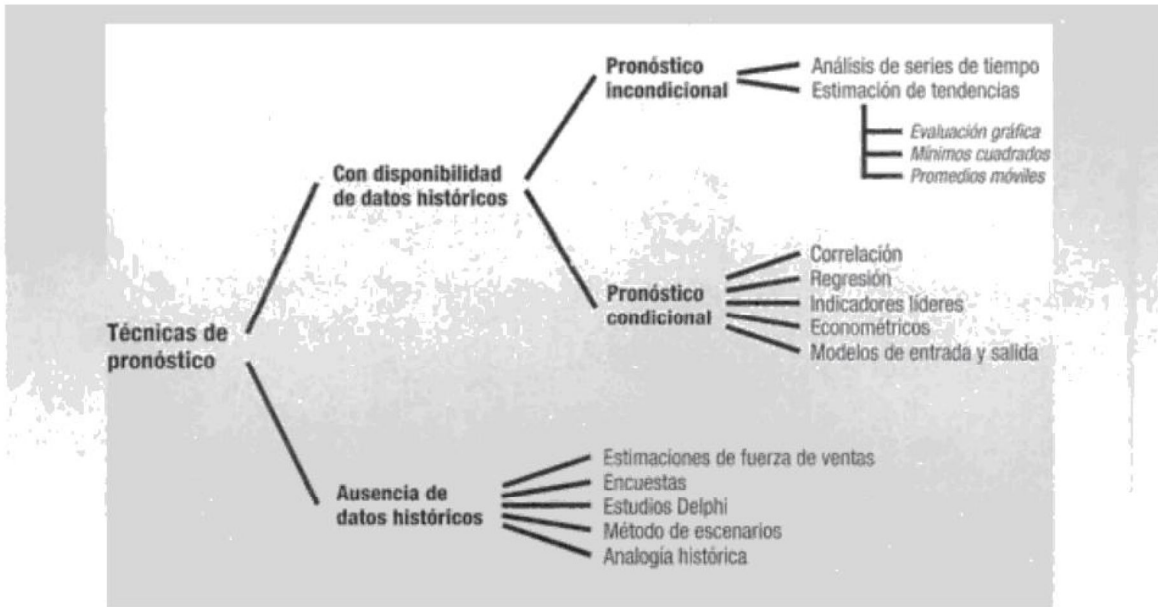 Técnicas de
pronóstico
Con disponibilidad
de datos históricos
Pronóstico
incondicional
Análisis de series de tiempo
Estimación de tendencias
Evaluación gráfica
Mínimos cuadrados
Promedios móviles
Pronóstico
condicional
Correlación
Regresión
Indicadores líderes
Econométricos
Modelos de entrada y salida
Ausencia de
datos históricos
Estimaciones de fuerza de ventas
Encuestas
Estudios Delphi
Método de escenarios
Analogía histórica